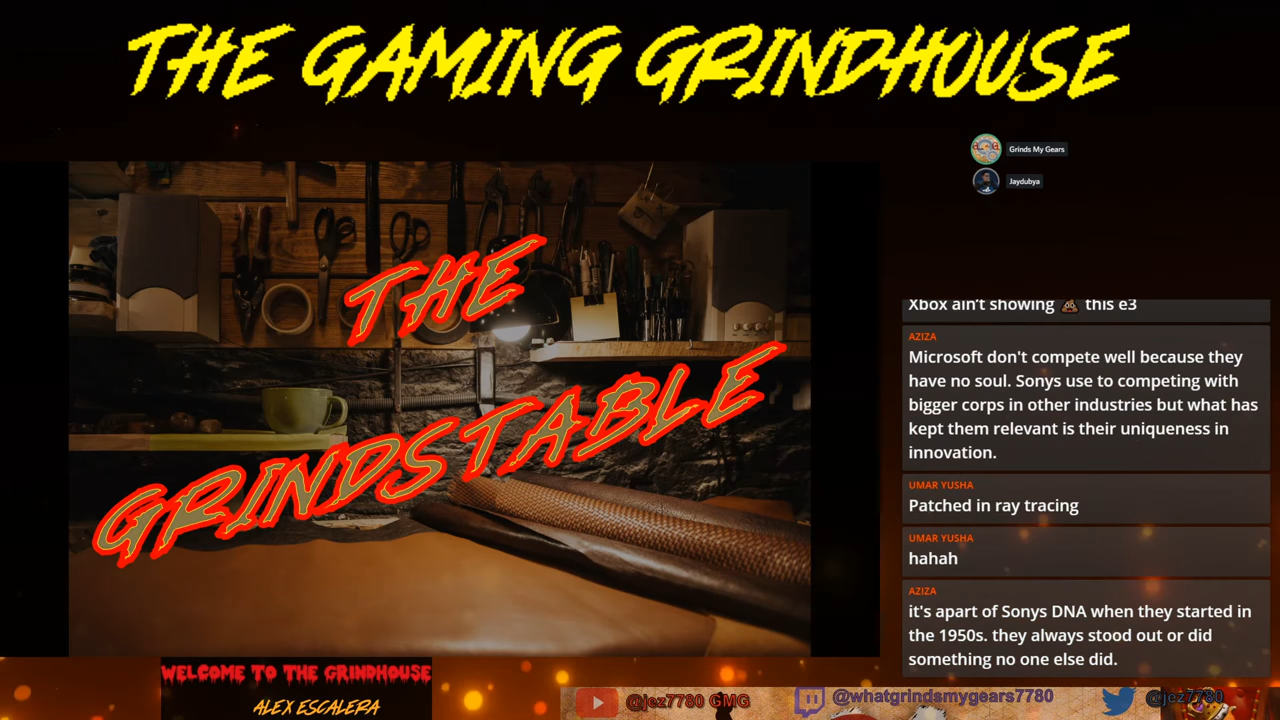 THE GAMING GRINDHOUSE
Grinds My Gears
Jaydubya
THE
GRINDSTABLE
Xbox ain't showing 💩 this e3
AZIZA
Microsoft don't compete well because they
have no soul. Sonys use to competing with
bigger corps in other industries but what has
kept them relevant is their uniqueness in
innovation.
UMAR YUSHA
Patched in ray tracing
UMAR YUSHA
hahah
AZIZA
it's apart of Sonys DNA when they started in
the 1950s. they always stood out or did
something no one else did.
WELCOME TO THE GRINDHOUSE
ALEX ESCALERA
@jez7780 GMG
@whatgrindsmygears7780
@jez7780